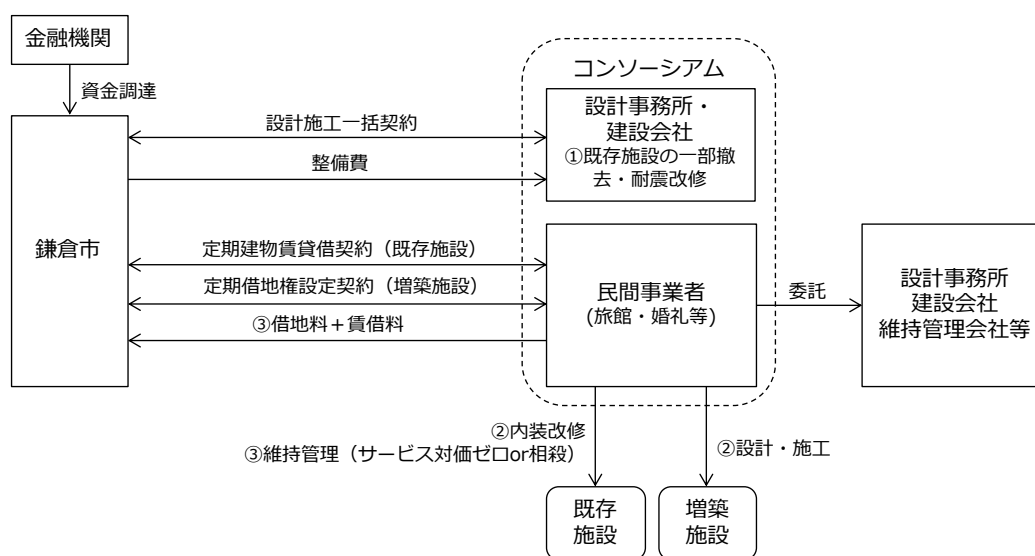 金融機関
資金調達
鎌倉市
コンソーシアム
設計施工一括契約
整備費
設計事務所・
建設会社
①既存施設の一部撤
去・耐震改修
定期建物賃貸借契約（既存施設）
定期借地権設定契約（増築施設）
③借地料＋賃借料
民間事業者
(旅館・婚礼等)
委託
設計事務所
建設会社
維持管理会社等
②内装改修
③維持管理（サービス対価ゼロor相殺）
②設計・施工
既存
施設
増築
施設